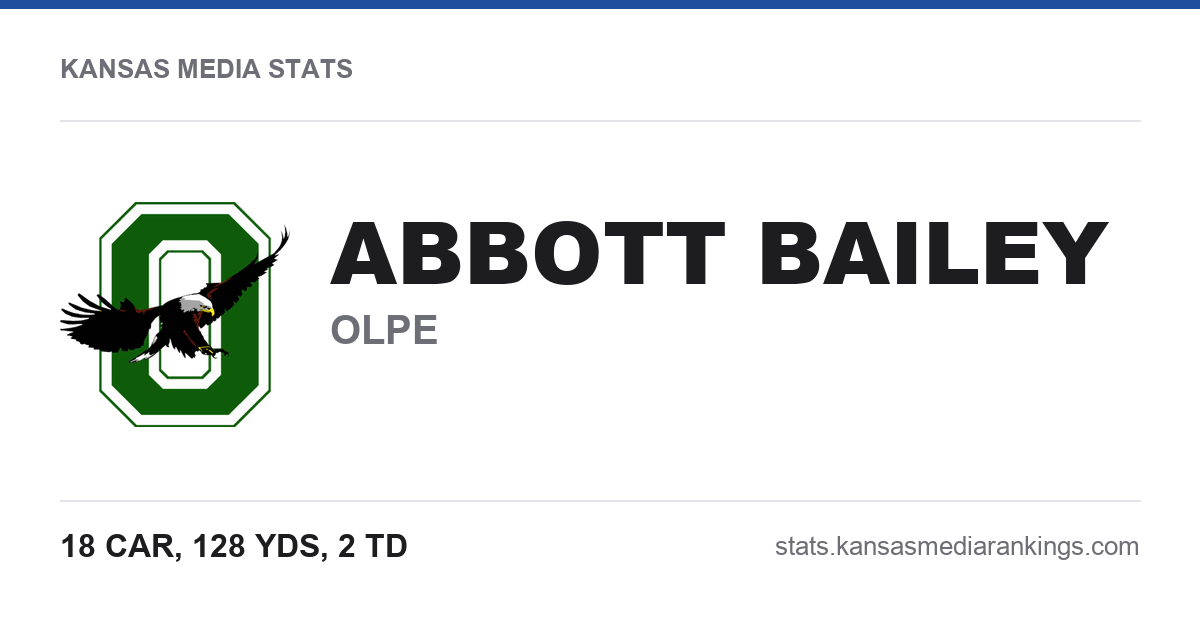 KANSAS MEDIA STATS
O
ABBOTT BAILEY
OLPE
18 CAR, 128 YDS, 2 TD
stats.kansasmediarankings.com